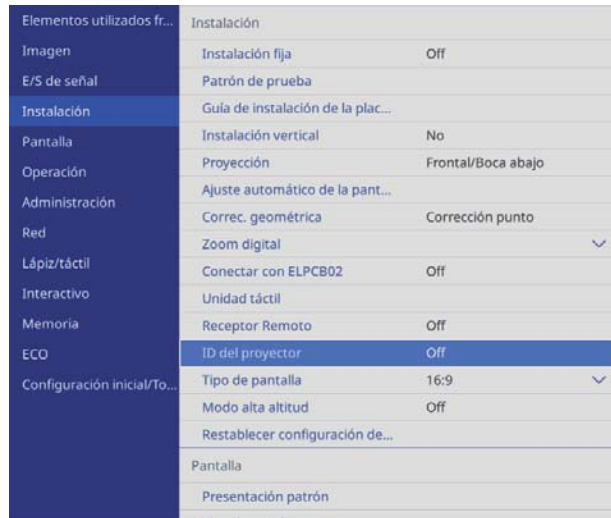 Elementos utilizados fr...
Imagen
E/S de señal
Instalación
Pantalla
Operación
Administración
Red
Lápiz/táctil
Interactivo
Memoria
ECO
Configuración inicial/To...
Instalación
Instalación fija Off
Patrón de prueba
Guía de instalación de la plac...
Instalación vertical No
Proyección Frontal/Boca abajo
Ajuste automático de la pant...
Correc. geométrica Corrección punto
Zoom digital
Conectar con ELPCB02 Off
Unidad táctil
Receptor Remoto Off
ID del proyector Off
Tipo de pantalla 16:9
Modo alta altitud Off
Restablecer configuración de...
Pantalla
Presentación patrón